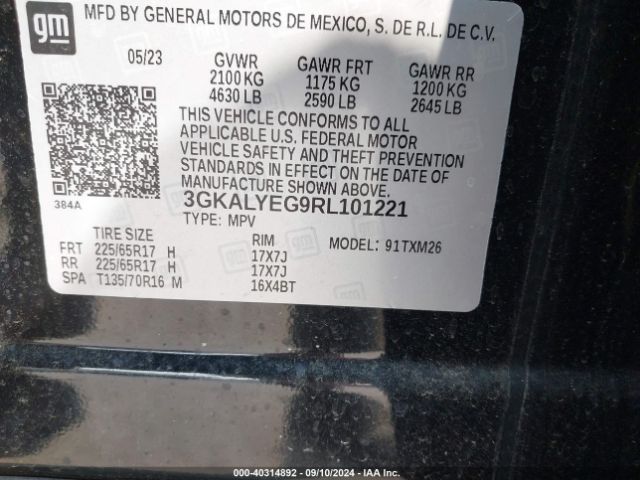 gm
MFD BY GENERAL MOTORS DE MEXICO, S. DE R.L. DE C.V.
05/23 GVWR GAWR FRT GAWR RR
2100 KG 1175 KG 1200 KG
4630 LB 2590 LB 2645 LB
THIS VEHICLE CONFORMS TO ALL
APPLICABLE U.S. FEDERAL MOTOR
VEHICLE SAFETY AND THEFT PREVENTION
STANDARDS IN EFFECT ON THE DATE OF
MANUFACTURE SHOWN ABOVE.
384A
3GKALYEG9RL101221
TYPE: MPV
TIRE SIZE RIM MODEL: 91TXM26
FRT 225/65R17 H 17X7J
RR 225/65R17 H 17X7J
SPA T135/70R16 M 16X4BT
000-40314892 - 09/10/2024 - IAA Inc.